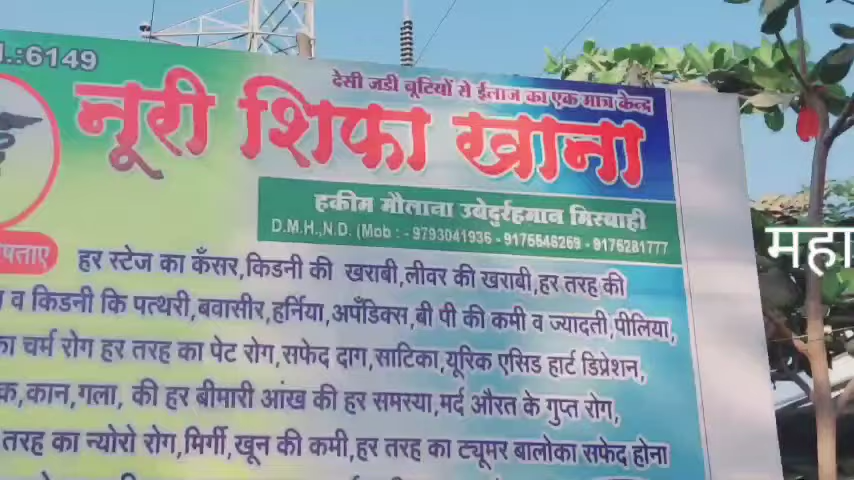 .:6149
देसी जडी बूटियों से ईलाज का एक मात्र केन्द्र
नूरी शिफा खाना
हकीम मौलाना उबेदुर्रहमान मिस्बाही
D.M.H.,N.D. (Mob : - 9793041936 - 9175546269 - 9175281777
हर स्टेज का कँसर,किडनी की खराबी,लीवर की खराबी,हर तरह की
व किडनी कि पत्थरी,बवासीर,हर्निया,अपँडिक्स,बी पी की कमी व ज्यादती,पीलिया,
चर्म रोग हर तरह का पेट रोग,सफेद दाग,साटिका,यूरिक एसिड हार्ट डिप्रेशन,
क,कान,गला, की हर बीमारी आंख की हर समस्या,मर्द औरत के गुप्त रोग,
तरह का न्योरो रोग,मिर्गी,खून की कमी,हर तरह का ट्यूमर बालोका सफेद होना
महा